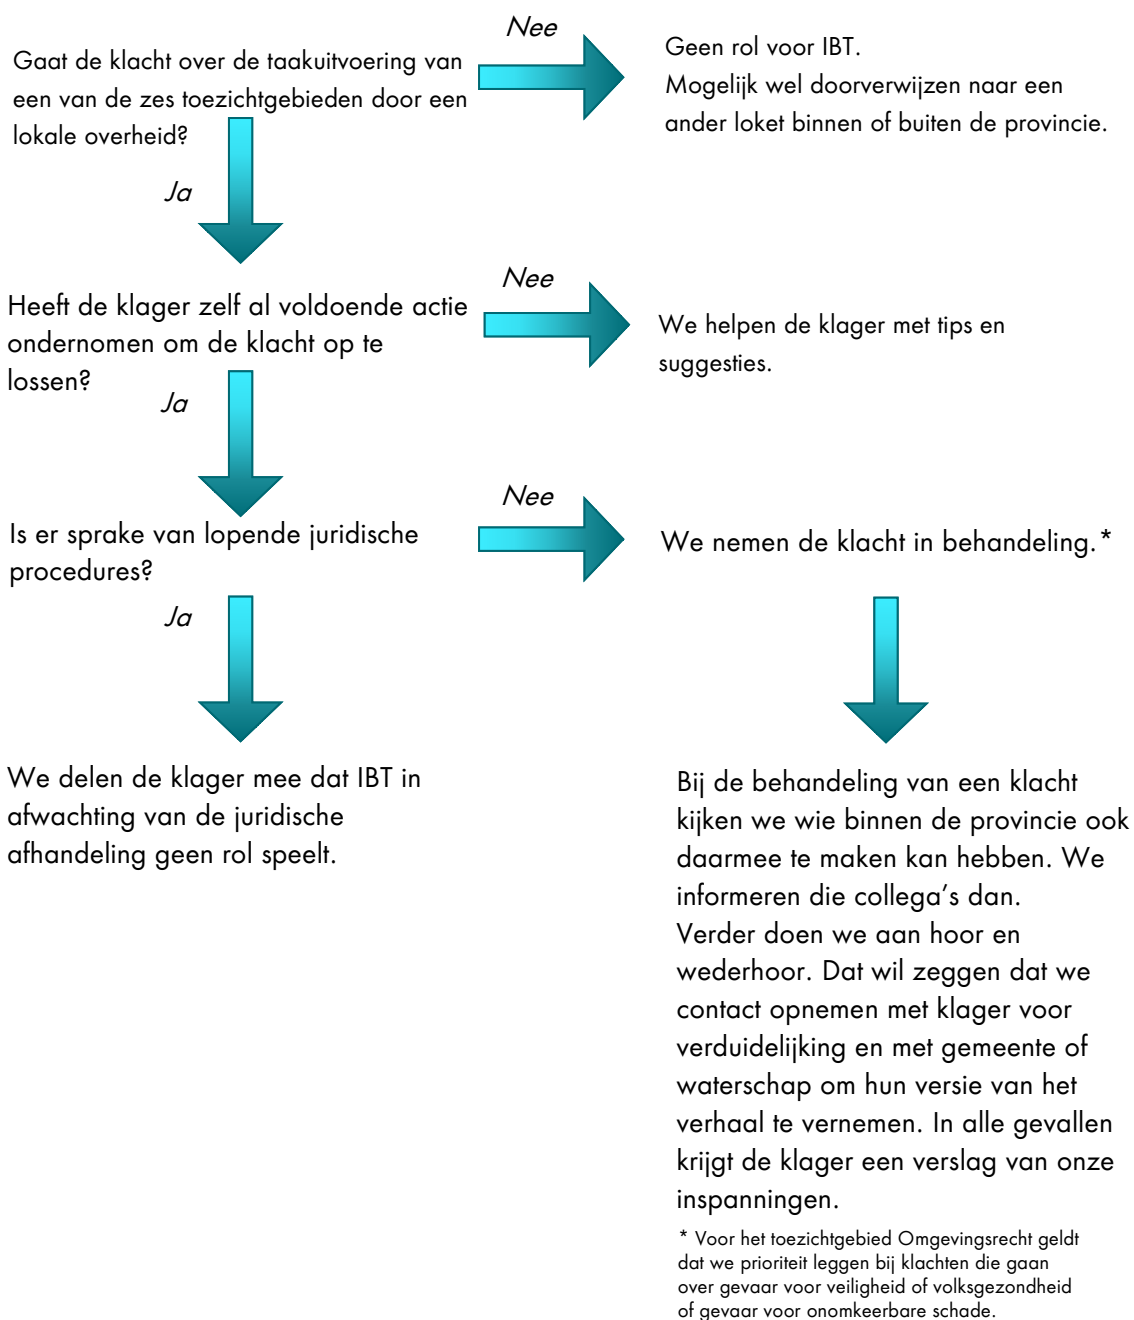 Gaat de klacht over de taakuitvoering van
een van de zes toezichtgebieden door een
lokale overheid?
Nee
Geen rol voor IBT.
Mogelijk wel doorverwijzen naar een
ander loket binnen of buiten de provincie.
Ja
Heeft de klager zelf al voldoende actie
ondernomen om de klacht op te
lossen?
Nee
We helpen de klager met tips en
suggesties.
Ja
Is er sprake van lopende juridische
procedures?
Nee
We nemen de klacht in behandeling.*
Ja
We delen de klager mee dat IBT in
afwachting van de juridische
afhandeling geen rol speelt.
Bij de behandeling van een klacht
kijken we wie binnen de provincie ook
daarmee te maken kan hebben. We
informeren die collega's dan.
Verder doen we aan hoor en
wederhoor. Dat wil zeggen dat we
contact opnemen met klager voor
verduidelijking en met gemeente of
waterschap om hun versie van het
verhaal te vernemen. In alle gevallen
krijgt de klager een verslag van onze
inspanningen.
* Voor het toezichtgebied Omgevingsrecht geldt
dat we prioriteit leggen bij klachten die gaan
over gevaar voor veiligheid of volksgezondheid
of gevaar voor onomkeerbare schade.